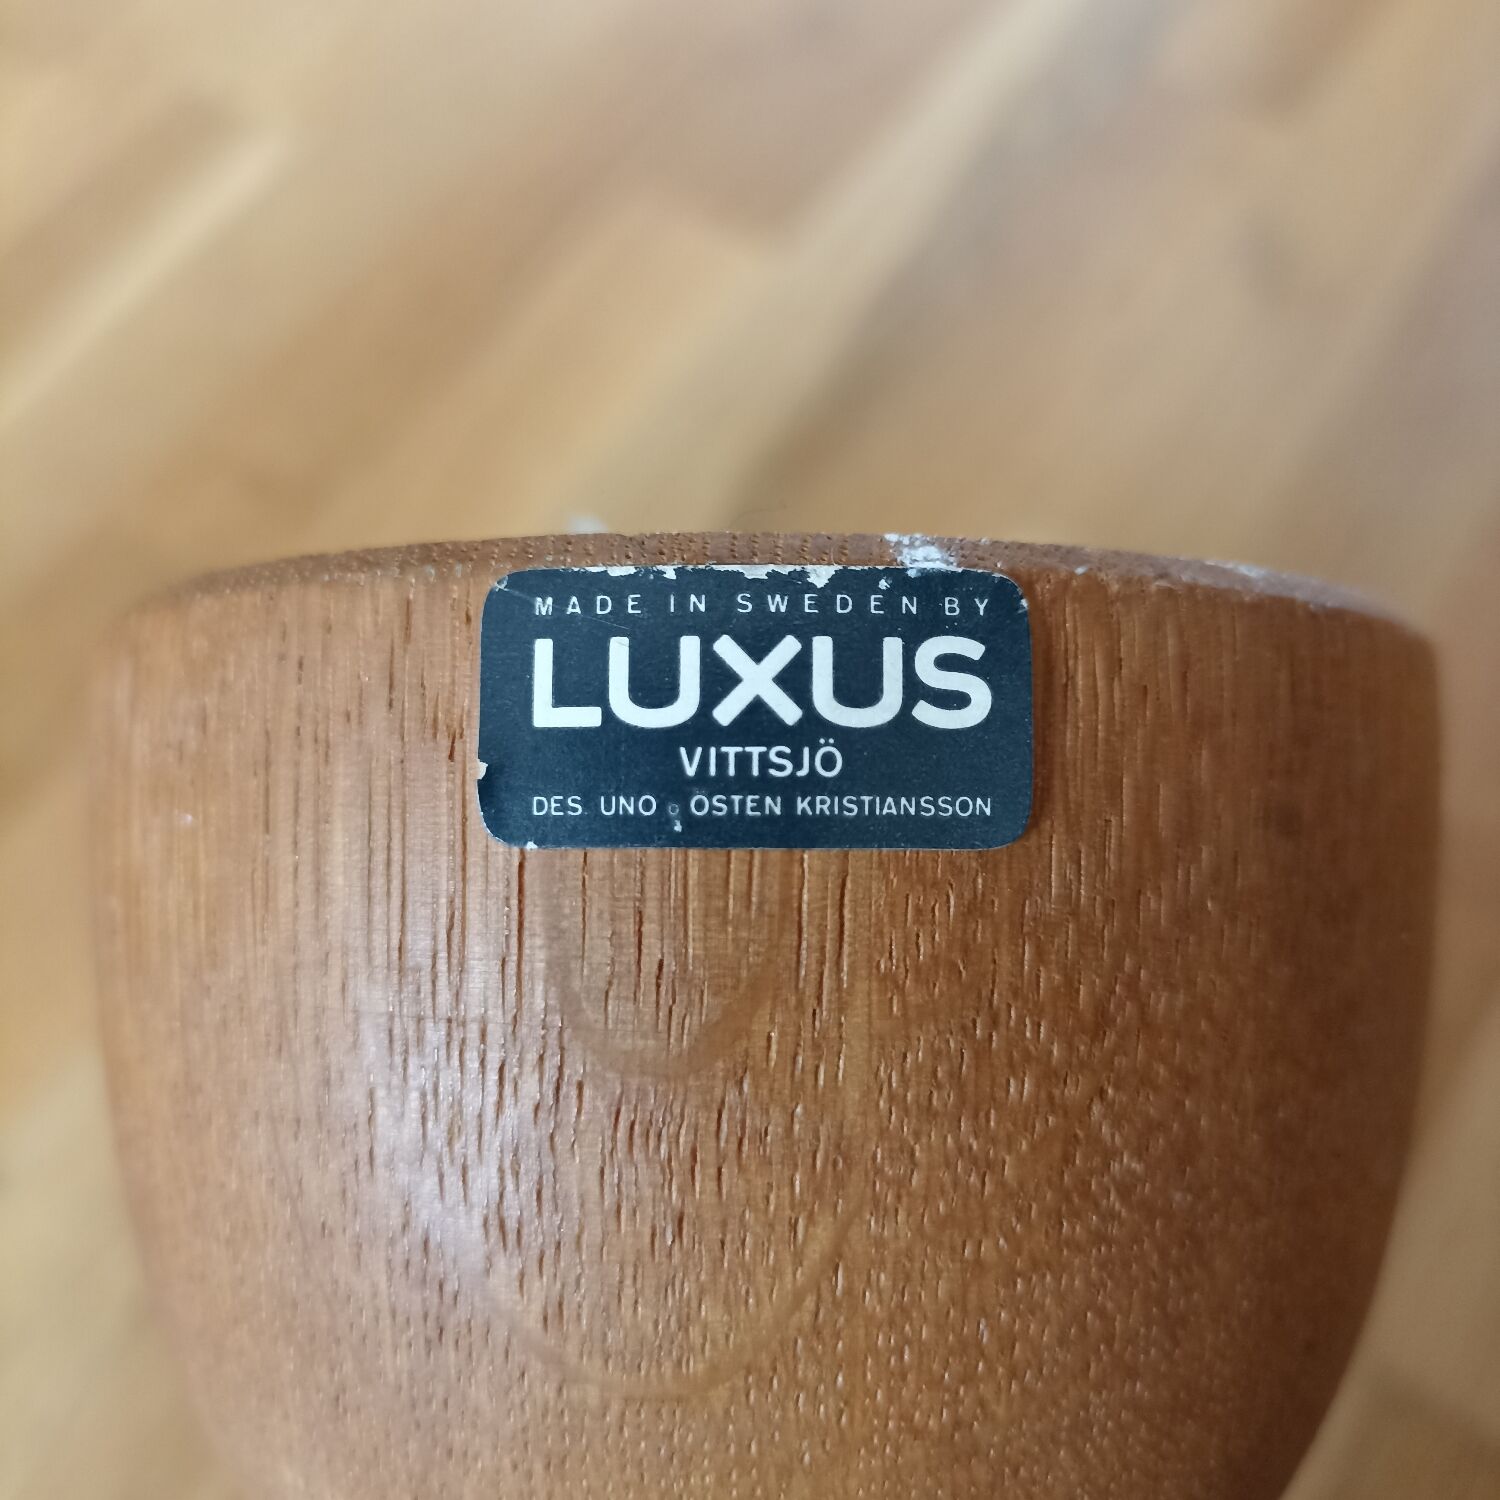 MADE IN SWEDEN BY
LUXUS
VITTSJÖ
DES. UNO o. ÖSTEN KRISTIANSSON